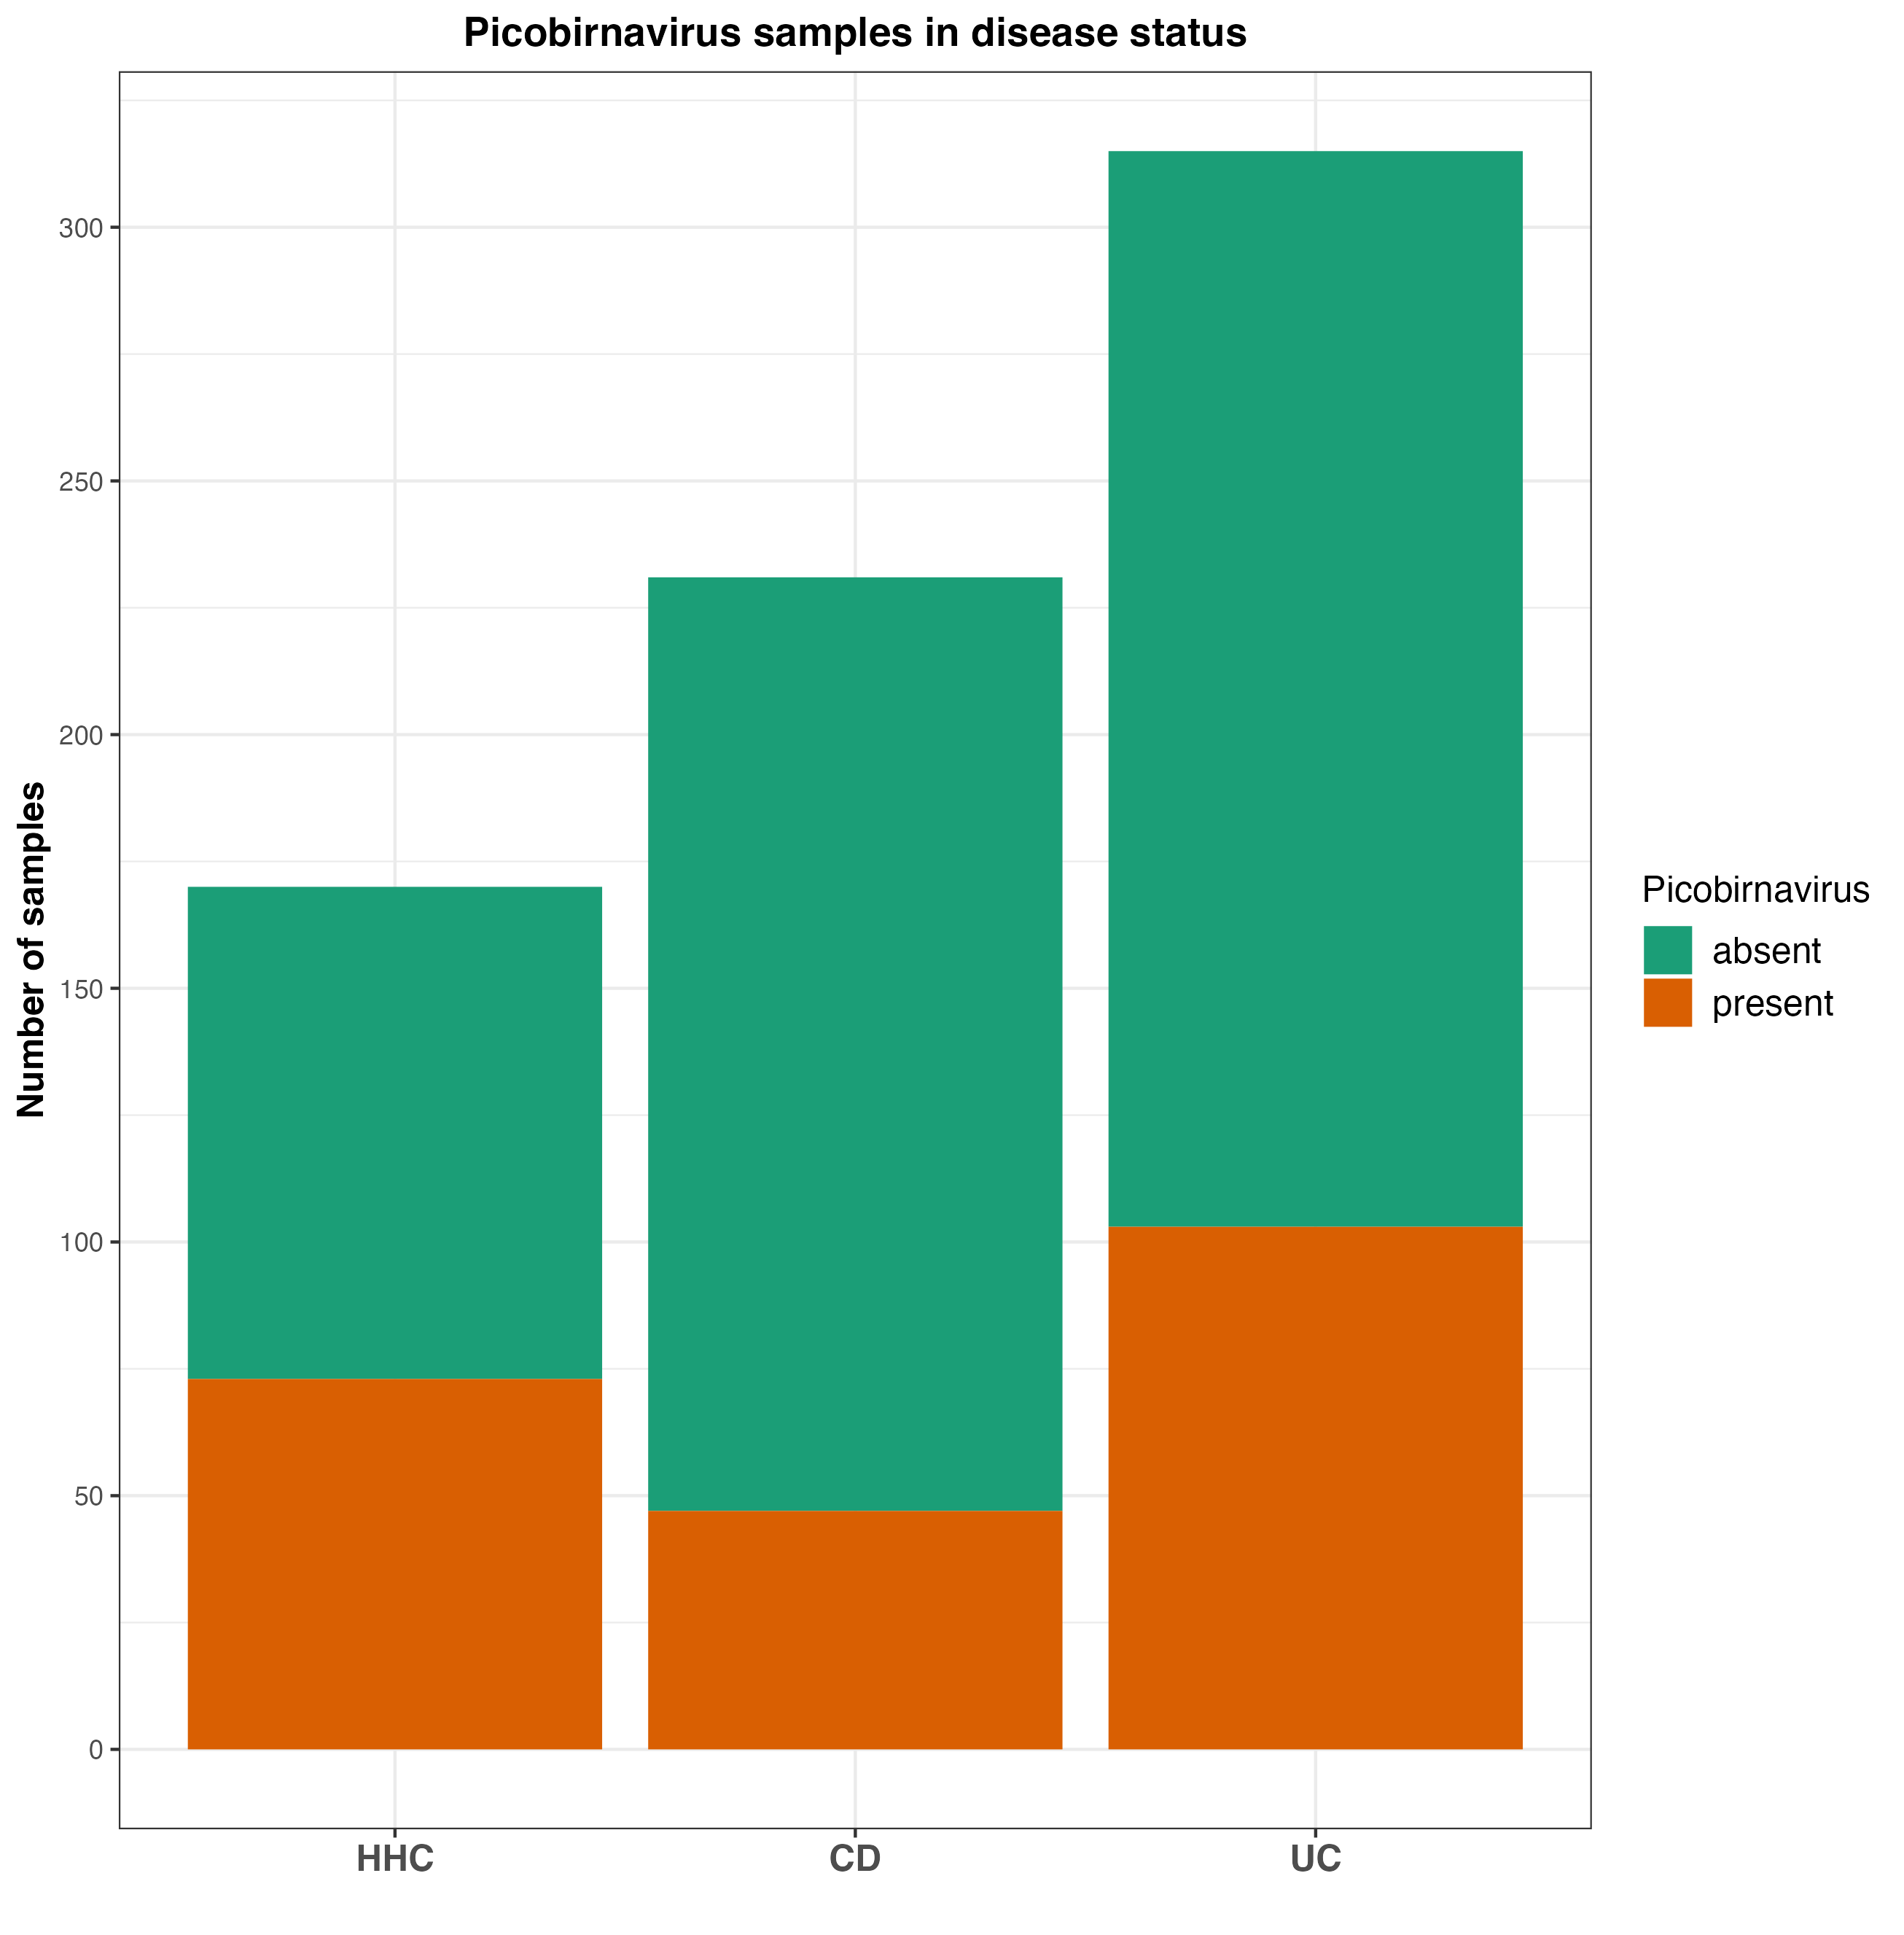 Picobirnavirus samples in disease status
Number of samples
300
250
200
150
100
50
0
HHC
CD
UC
Picobirnavirus
absent
present